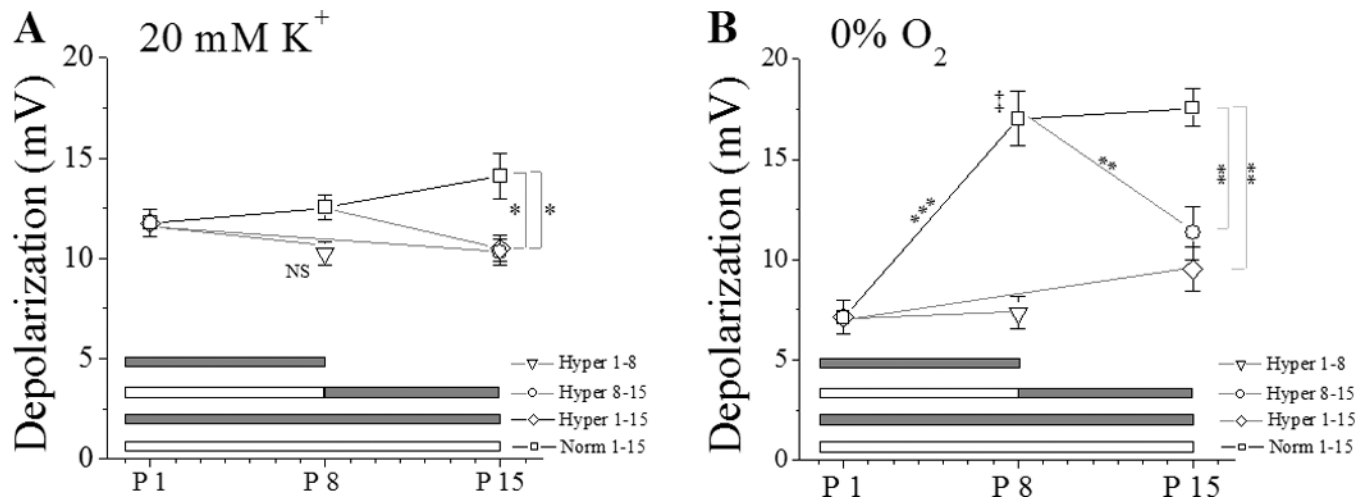 A 20 mM K+
Depolarization (mV)
20
15
10
5
0
NS
*
*
Hyper 1-8
Hyper 8-15
Hyper 1-15
Norm 1-15
P 1
P 8
P 15
B 0% O2
Depolarization (mV)
20
15
10
5
0
‡
***
**
**
**
Hyper 1-8
Hyper 8-15
Hyper 1-15
Norm 1-15
P 1
P 8
P 15